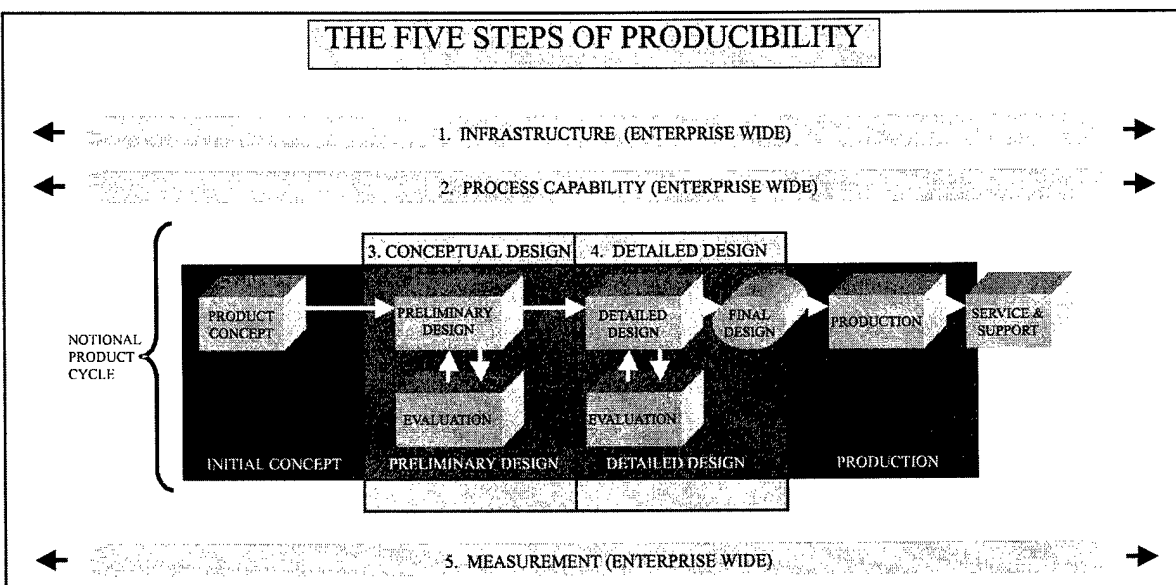 THE FIVE STEPS OF PRODUCIBILITY
1. INFRASTRUCTURE (ENTERPRISE WIDE)
2. PROCESS CAPABILITY (ENTERPRISE WIDE)
3. CONCEPTUAL DESIGN
4. DETAILED DESIGN
NOTIONAL
PRODUCT
CYCLE
PRODUCT
CONCEPT
PRELIMINARY
DESIGN
DETAILED
DESIGN
FINAL
DESIGN
PRODUCTION
SERVICE &
SUPPORT
EVALUATION
EVALUATION
INITIAL CONCEPT
PRELIMINARY DESIGN
DETAILED DESIGN
PRODUCTION
5. MEASUREMENT (ENTERPRISE WIDE)